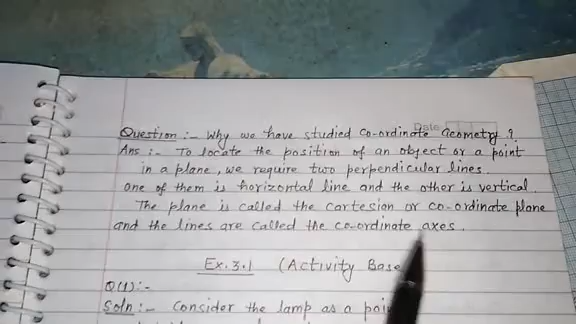 Date
Question :- Why we have studied Co-ordinate Geometry ?
Ans :- To locate the position of an object or a point
in a plane, we require two perpendicular lines.
One of them is horizontal line and the other is vertical.
The plane is called the cartesian or co-ordinate plane
and the lines are called the co-ordinate axes.
Ex. 3.1 (Activity Base
Q(1):-
Soln :- Consider the lamp as a poin